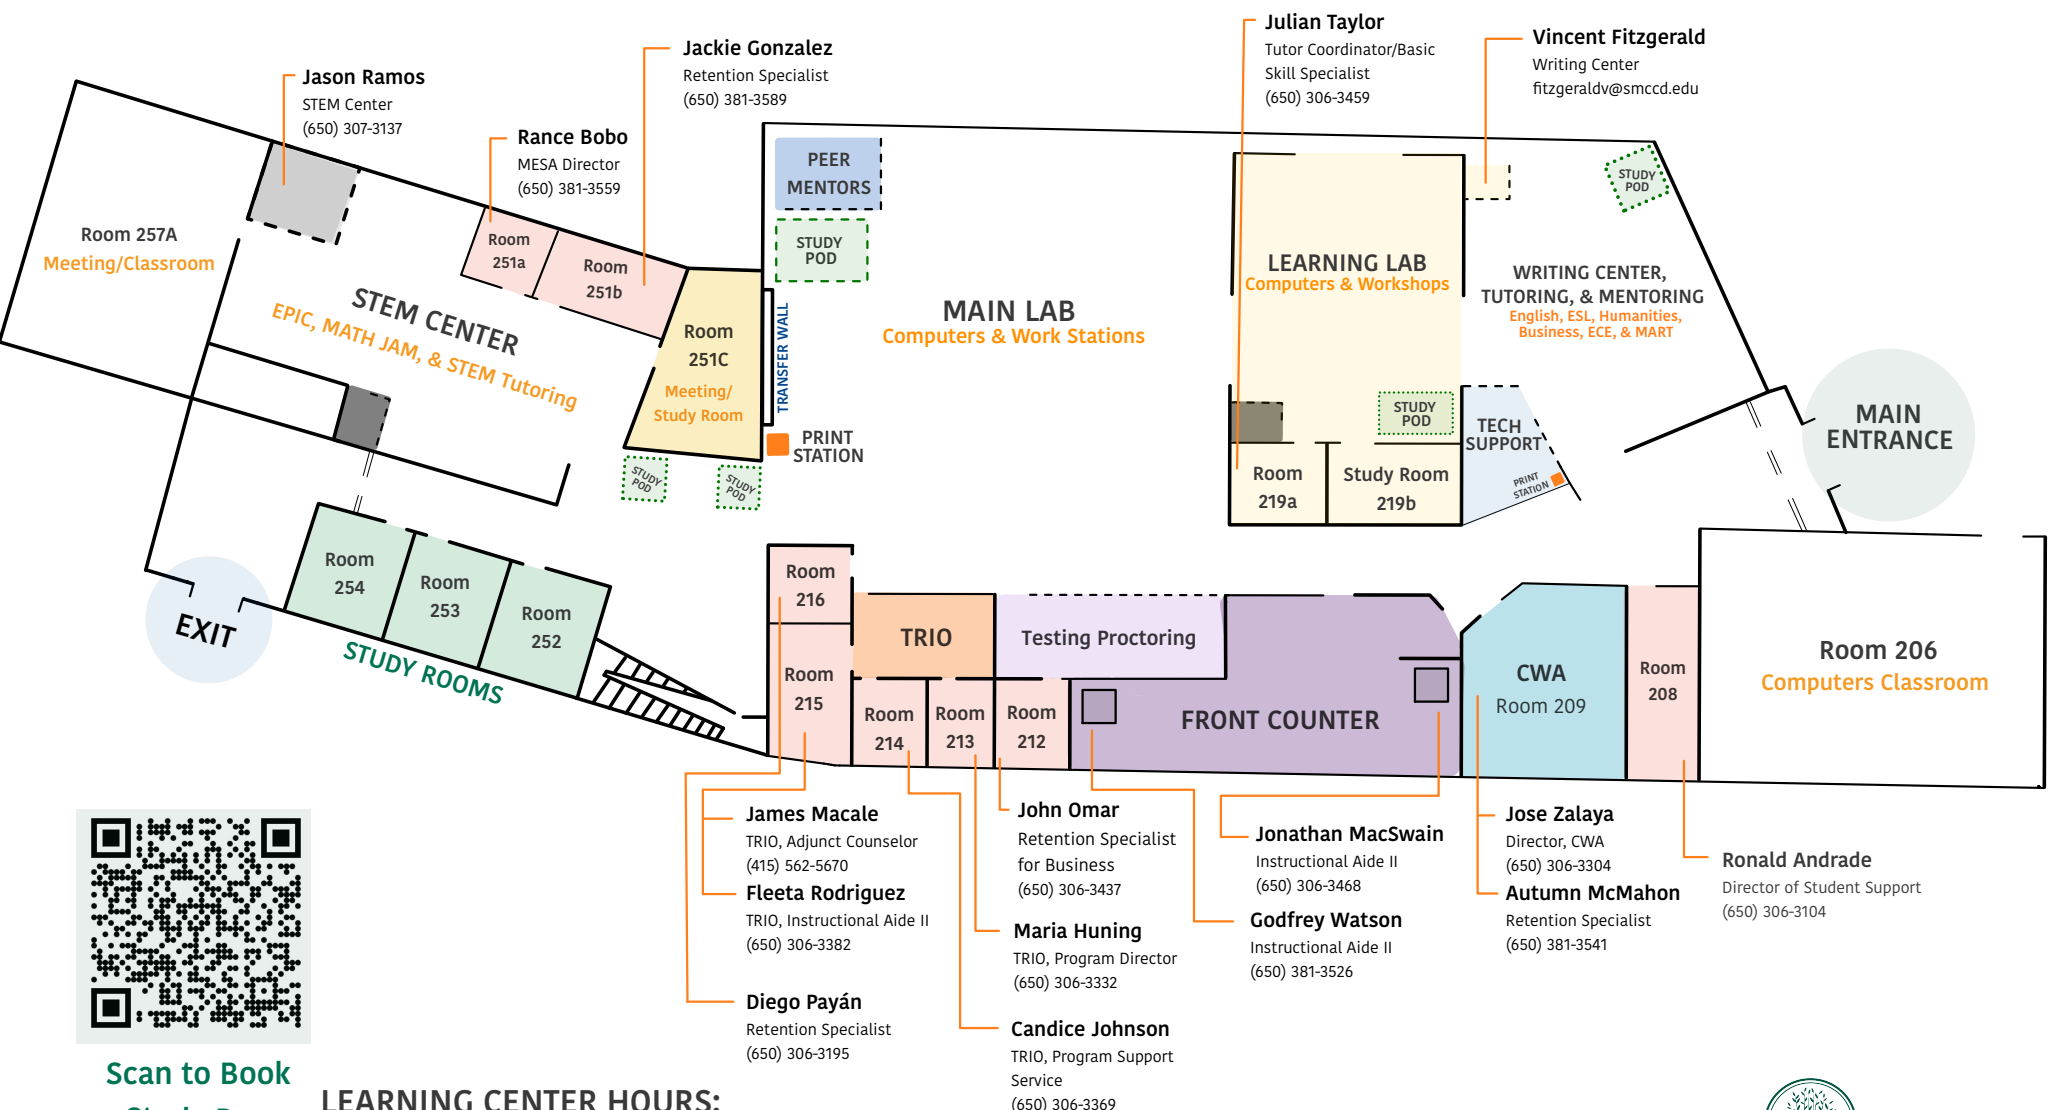 Jason Ramos
STEM Center
(650) 307-3137
Rance Bobo
MESA Director
(650) 381-3559
Jackie Gonzalez
Retention Specialist
(650) 381-3589
Julian Taylor
Tutor Coordinator/Basic
Skill Specialist
(650) 306-3459
Vincent Fitzgerald
Writing Center
fitzgeraldv@smccd.edu
Room 257A
Meeting/Classroom
STEM CENTER
EPIC, MATH JAM, & STEM Tutoring
Room
251a
Room
251b
Room
251C
Meeting/
Study Room
TRANSFER WALL
PEER
MENTORS
STUDY
POD
PRINT
STATION
STUDY
POD
STUDY
POD
MAIN LAB
Computers & Work Stations
LEARNING LAB
Computers & Workshops
STUDY
POD
Room
219a
Study Room
219b
TECH
SUPPORT
PRINT
STATION
STUDY
POD
WRITING CENTER,
TUTORING, & MENTORING
English, ESL, Humanities,
Business, ECE, & MART
MAIN
ENTRANCE
EXIT
Room
254
Room
253
Room
252
STUDY ROOMS
Room
216
Room
215
TRIO
Room
214
Room
213
Room
212
Testing Proctoring
FRONT COUNTER
CWA
Room 209
Room
208
Room 206
Computers Classroom
James Macale
TRIO, Adjunct Counselor
(415) 562-5670
Fleeta Rodriguez
TRIO, Instructional Aide II
(650) 306-3382
Diego Payán
Retention Specialist
(650) 306-3195
John Omar
Retention Specialist
for Business
(650) 306-3437
Maria Huning
TRIO, Program Director
(650) 306-3332
Candice Johnson
TRIO, Program Support
Service
(650) 306-3369
Jonathan MacSwain
Instructional Aide II
(650) 306-3468
Godfrey Watson
Instructional Aide II
(650) 381-3526
Jose Zalaya
Director, CWA
(650) 306-3304
Autumn McMahon
Retention Specialist
(650) 381-3541
Ronald Andrade
Director of Student Support
(650) 306-3104
Scan to Book
LEARNING CENTER HOURS: